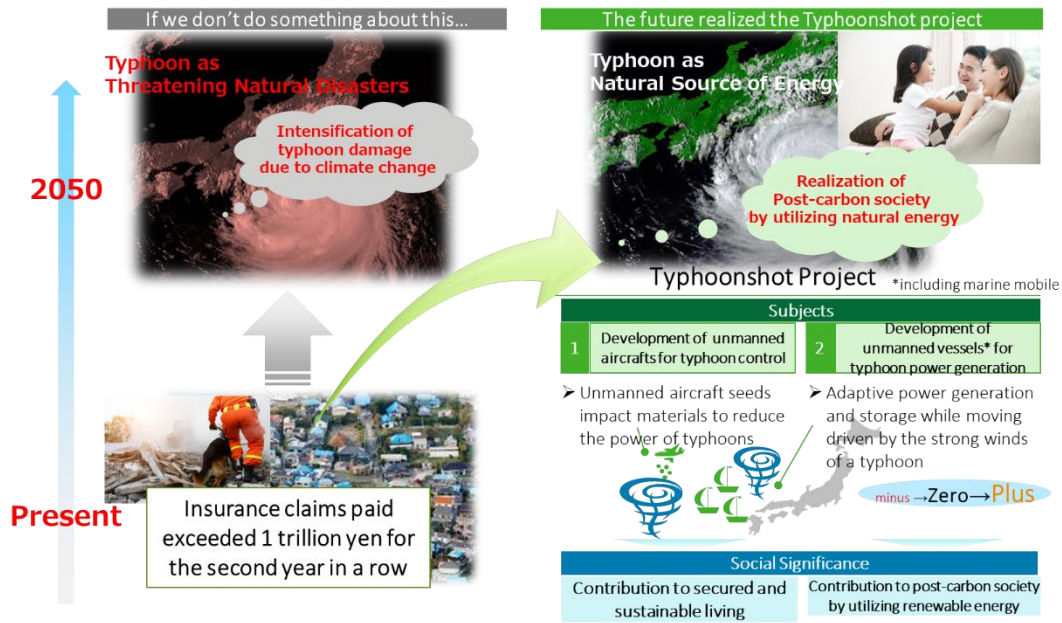 If we don't do something about this…
Typhoon as
Threatening Natural Disasters
Intensification of
typhoon damage
due to climate change
2050
Present
Insurance claims paid
exceeded 1 trillion yen for
the second year in a row
The future realized the Typhoonshot project
Typhoon as
Natural Source of Energy
Realization of
Post-carbon society
by utilizing natural energy
Typhoonshot Project
*including marine mobile
Subjects
1
Development of unmanned
aircrafts for typhoon control
2
Development of
unmanned vessels* for
typhoon power generation
➢ Unmanned aircraft seeds
impact materials to reduce
the power of typhoons
➢ Adaptive power generation
and storage while moving
driven by the strong winds
of a typhoon
minus→Zero→Plus
Social Significance
Contribution to secured and
sustainable living
Contribution to post-carbon society
by utilizing renewable energy